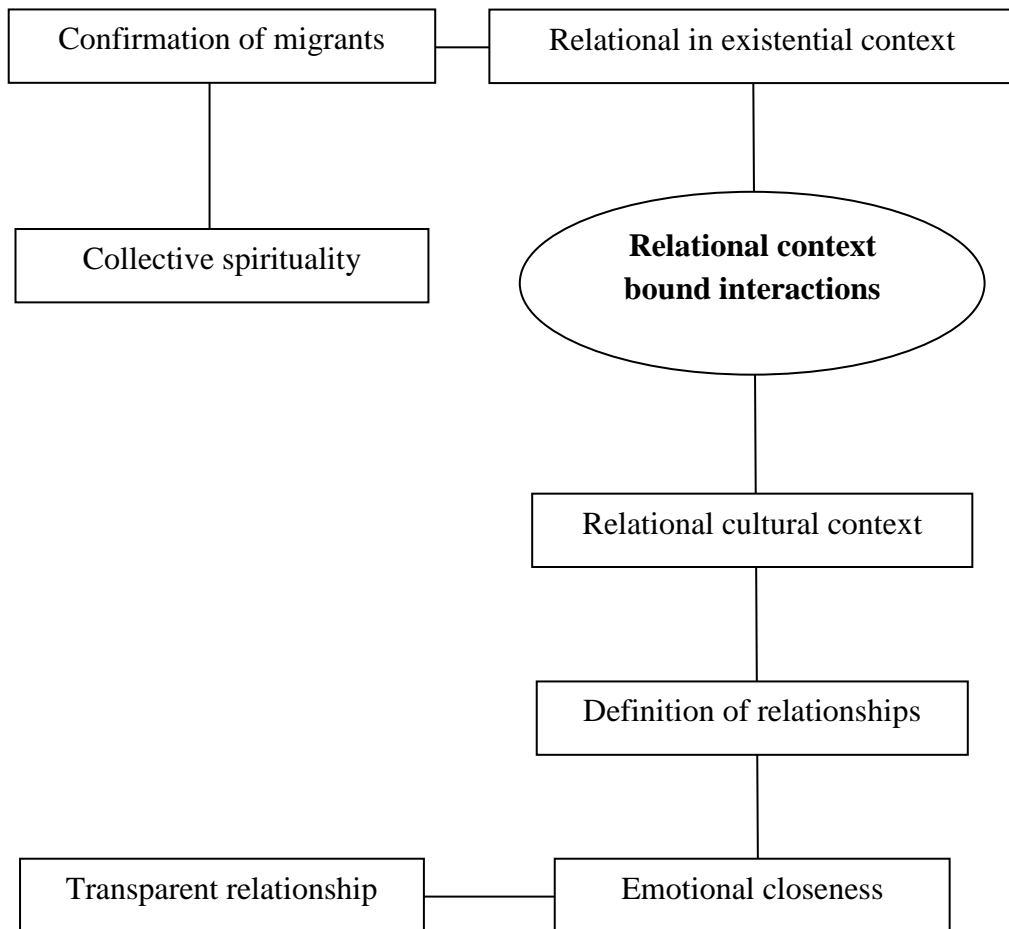 Confirmation of migrants
Relational in existential context
Collective spirituality
Relational context
bound interactions
Relational cultural context
Definition of relationships
Transparent relationship
Emotional closeness